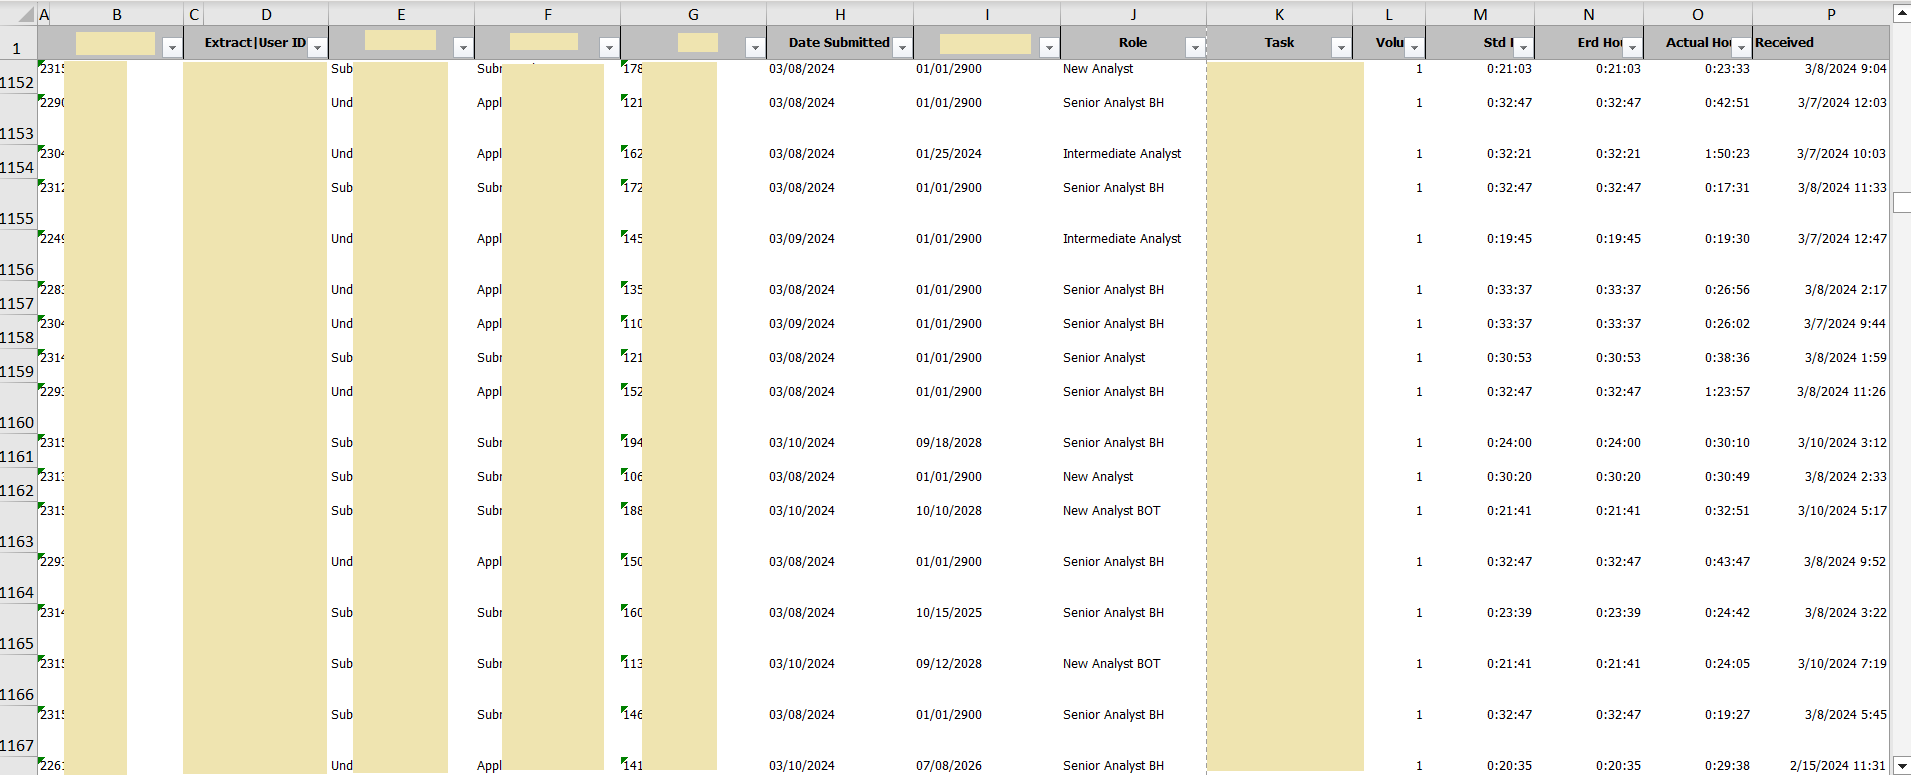 A B C D E F G H I J K L M N O P
1 Extract|User ID Date Submitted Role Task Volu Std Erd Hou Actual Hou Received
1152 2315 Sub Subr 178 03/08/2024 01/01/2900 New Analyst 1 0:21:03 0:21:03 0:23:33 3/8/2024 9:04
1153 2290 Und Appl 121 03/08/2024 01/01/2900 Senior Analyst BH 1 0:32:47 0:32:47 0:42:51 3/7/2024 12:03
1154 2304 Und Appl 162 03/08/2024 01/25/2024 Intermediate Analyst 1 0:32:21 0:32:21 1:50:23 3/7/2024 10:03
1155 2312 Sub Subr 172 03/08/2024 01/01/2900 Senior Analyst BH 1 0:32:47 0:32:47 0:17:31 3/8/2024 11:33
1156 2249 Und Appl 145 03/09/2024 01/01/2900 Intermediate Analyst 1 0:19:45 0:19:45 0:19:30 3/7/2024 12:47
1157 2283 Und Appl 135 03/08/2024 01/01/2900 Senior Analyst BH 1 0:33:37 0:33:37 0:26:56 3/8/2024 2:17
1158 2304 Und Appl 110 03/09/2024 01/01/2900 Senior Analyst BH 1 0:33:37 0:33:37 0:26:02 3/7/2024 9:44
1159 2314 Sub Subr 121 03/08/2024 01/01/2900 Senior Analyst 1 0:30:53 0:30:53 0:38:36 3/8/2024 1:59
1160 2293 Und Appl 152 03/08/2024 01/01/2900 Senior Analyst BH 1 0:32:47 0:32:47 1:23:57 3/8/2024 11:26
1161 2315 Sub Subr 194 03/10/2024 09/18/2028 Senior Analyst BH 1 0:24:00 0:24:00 0:30:10 3/10/2024 3:12
1162 2313 Sub Subr 106 03/08/2024 01/01/2900 New Analyst 1 0:30:20 0:30:20 0:30:49 3/8/2024 2:33
1163 2315 Sub Subr 188 03/10/2024 10/10/2028 New Analyst BOT 1 0:21:41 0:21:41 0:32:51 3/10/2024 5:17
1164 2293 Und Appl 150 03/08/2024 01/01/2900 Senior Analyst BH 1 0:32:47 0:32:47 0:43:47 3/8/2024 9:52
1165 2314 Sub Subr 160 03/08/2024 10/15/2025 Senior Analyst BH 1 0:23:39 0:23:39 0:24:42 3/8/2024 3:22
1166 2315 Sub Subr 113 03/10/2024 09/12/2028 New Analyst BOT 1 0:21:41 0:21:41 0:24:05 3/10/2024 7:19
1167 2315 Sub Subr 146 03/08/2024 01/01/2900 Senior Analyst BH 1 0:32:47 0:32:47 0:19:27 3/8/2024 5:45
2261 Und Appl 141 03/10/2024 07/08/2026 Senior Analyst BH 1 0:20:35 0:20:35 0:29:38 2/15/2024 11:31